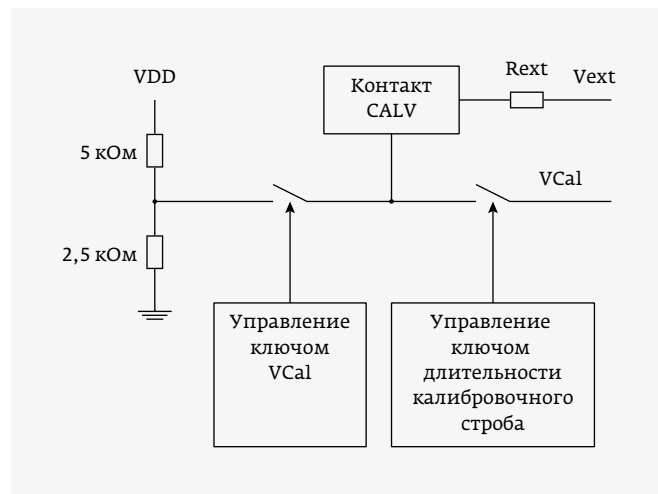 VDD
Контакт
CALV
Rext
Vext
5 кОм
VCal
2,5 кОм
Управление
ключом
VCal
Управление
ключом
длительности
калибровочного
строба